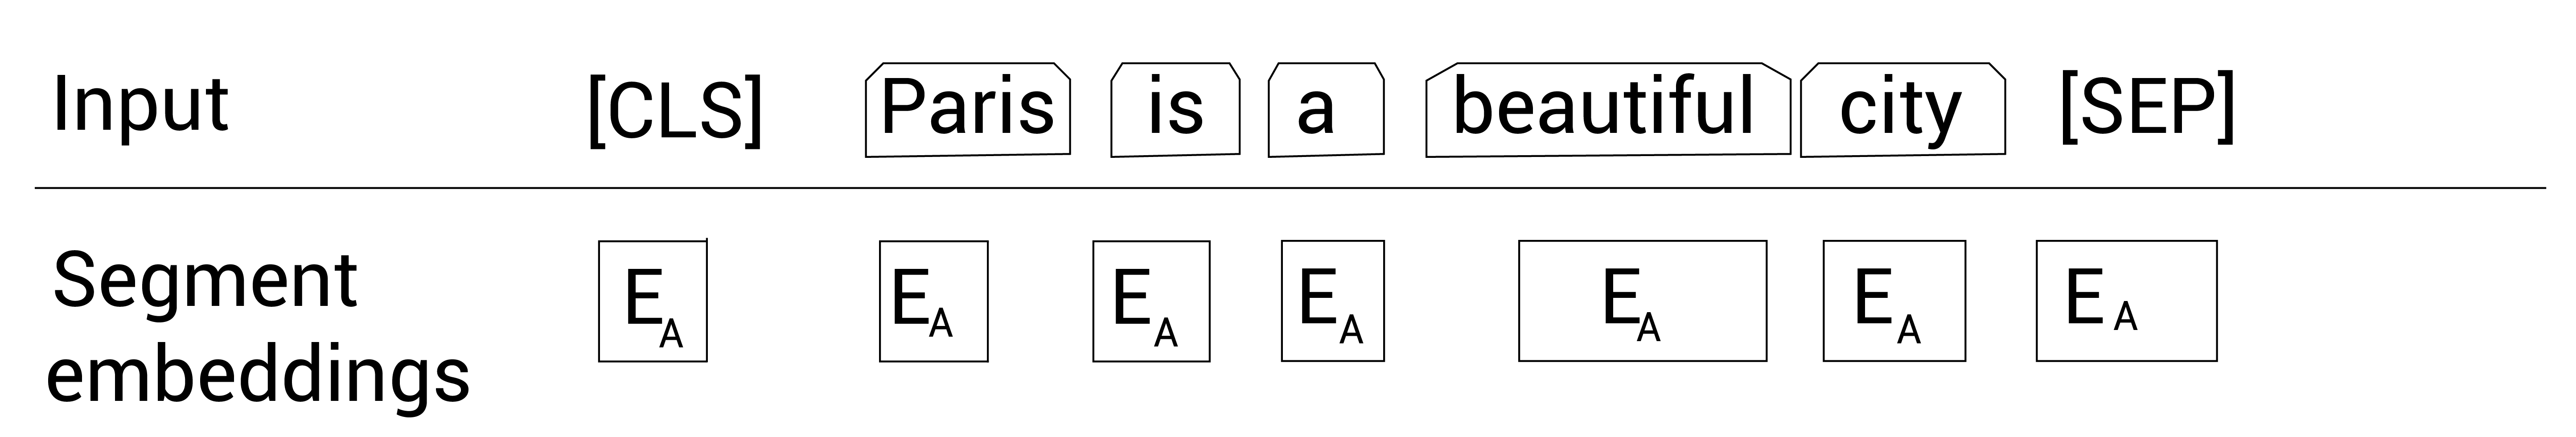 Input [CLS] Paris is a beautiful city [SEP]
Segment embeddings E_A E_A E_A E_A E_A E_A E_A